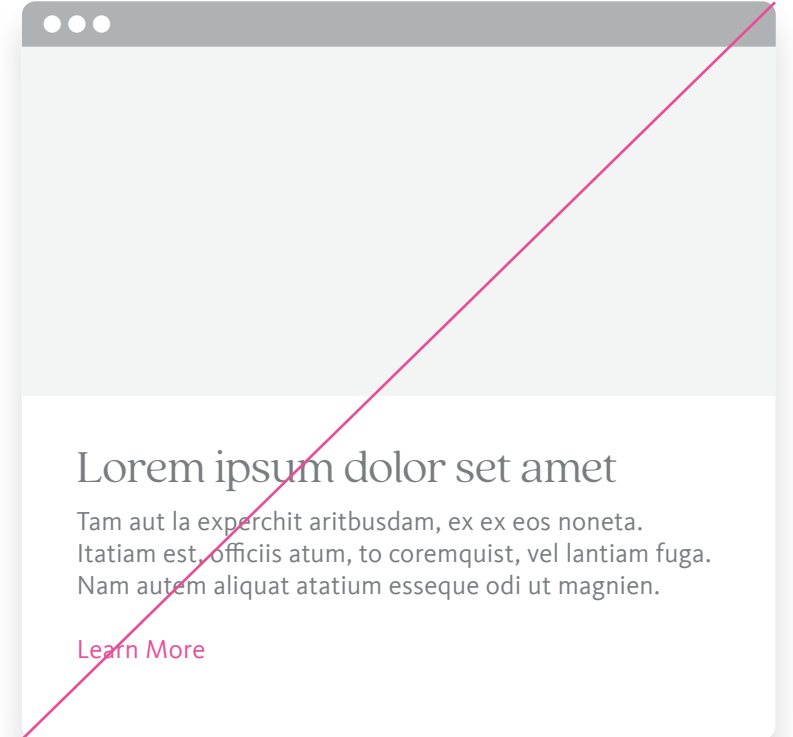 Lorem ipsum dolor set amet
Tam aut la experchit aritbusdam, ex ex eos noneta.
Itatiam est, officiis atum, to coremquist, vel lantiam fuga.
Nam autem aliquat atatium esseque odi ut magnien.
Learn More